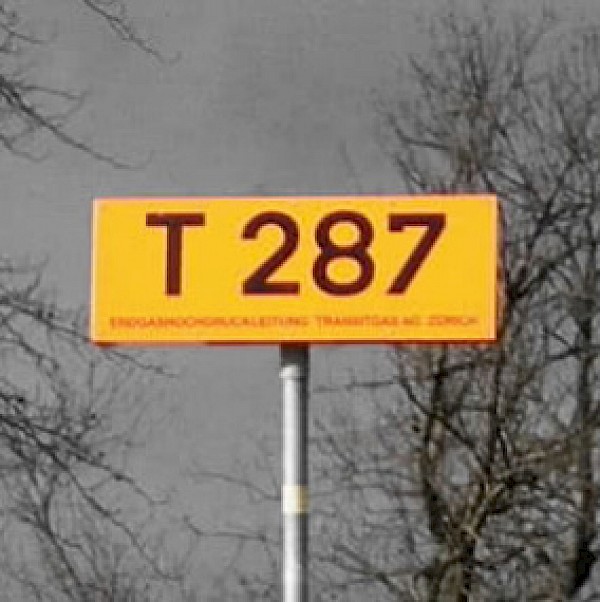 T 287
ERDGASHOCHDRUCKLEITUNG TRANSITGAS AG ZÜRICH